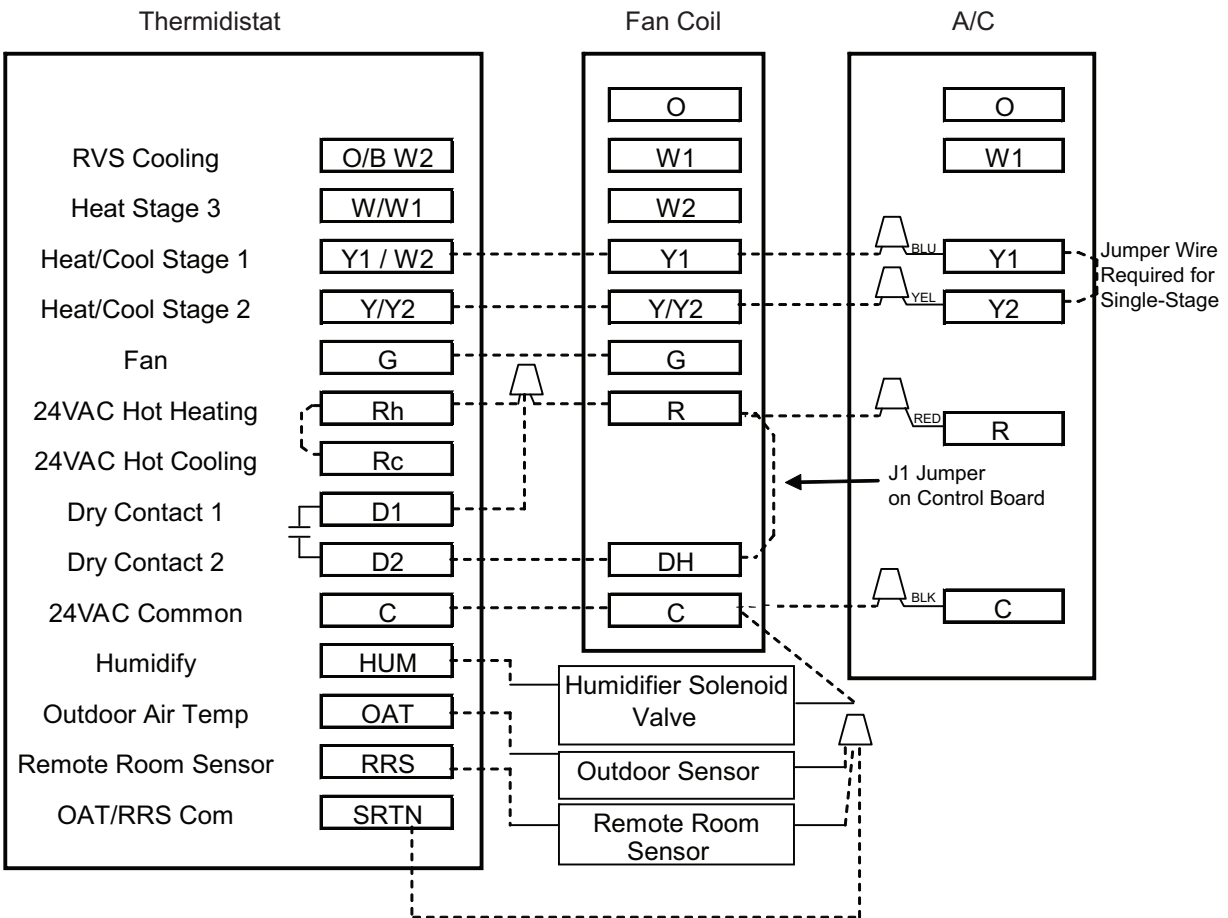 Thermidistat
Fan Coil
A/C
O
O
RVS Cooling
O/B W2
W1
W1
Heat Stage 3
W/W1
W2
Heat/Cool Stage 1
Y1 / W2
Y1
BLU
Y1
Jumper Wire
Required for
Single-Stage
Heat/Cool Stage 2
Y/Y2
Y/Y2
YEL
Y2
Fan
G
G
24VAC Hot Heating
Rh
R
RED
R
24VAC Hot Cooling
Rc
J1 Jumper
on Control Board
Dry Contact 1
D1
Dry Contact 2
D2
DH
24VAC Common
C
C
BLK
C
Humidify
HUM
Humidifier Solenoid
Valve
Outdoor Air Temp
OAT
Outdoor Sensor
Remote Room Sensor
RRS
Remote Room
Sensor
OAT/RRS Com
SRTN